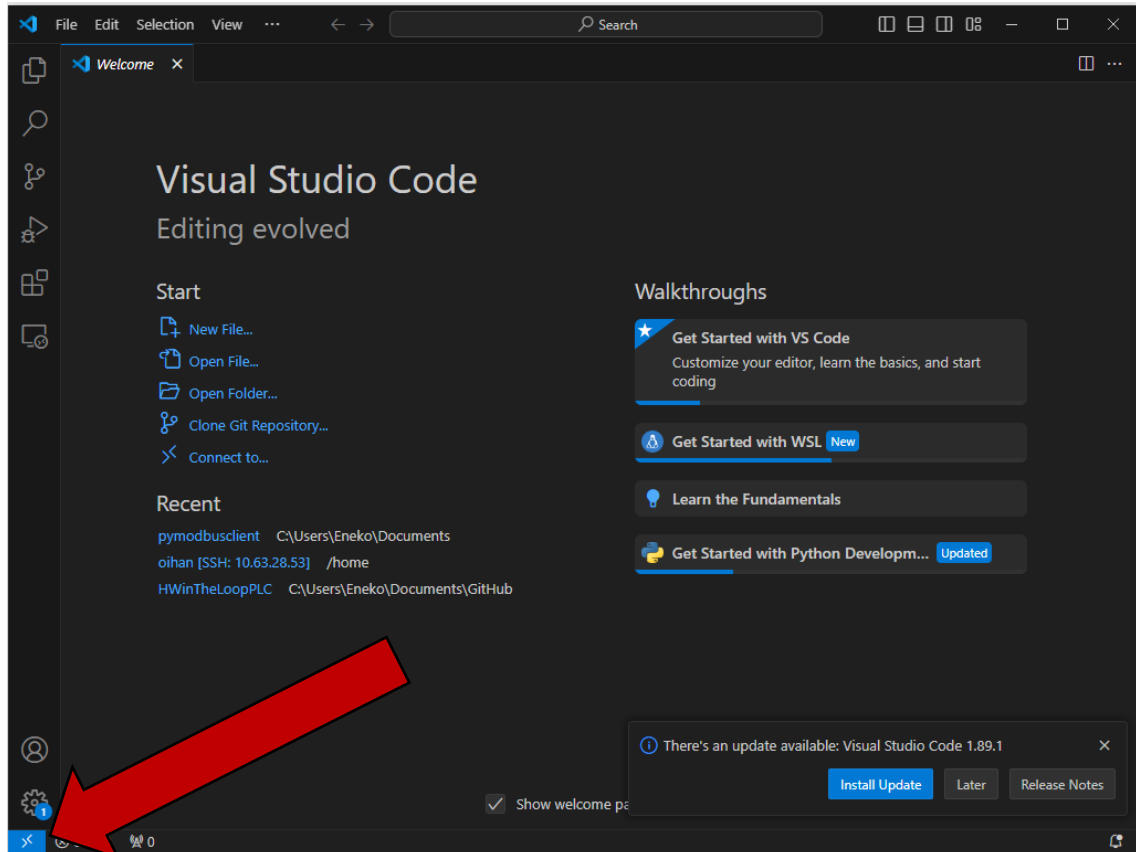 File Edit Selection View ··· Search
Welcome
Visual Studio Code
Editing evolved
Start
New File...
Open File...
Open Folder...
Clone Git Repository...
Connect to...
Recent
pymodbusclient C:\Users\Eneko\Documents
oihan [SSH: 10.63.28.53] /home
HWinTheLoopPLC C:\Users\Eneko\Documents\GitHub
Walkthroughs
Get Started with VS Code
Customize your editor, learn the basics, and start
coding
Get Started with WSL New
Learn the Fundamentals
Get Started with Python Developm... Updated
There's an update available: Visual Studio Code 1.89.1
Install Update Later Release Notes
1
Show welcome pa
0